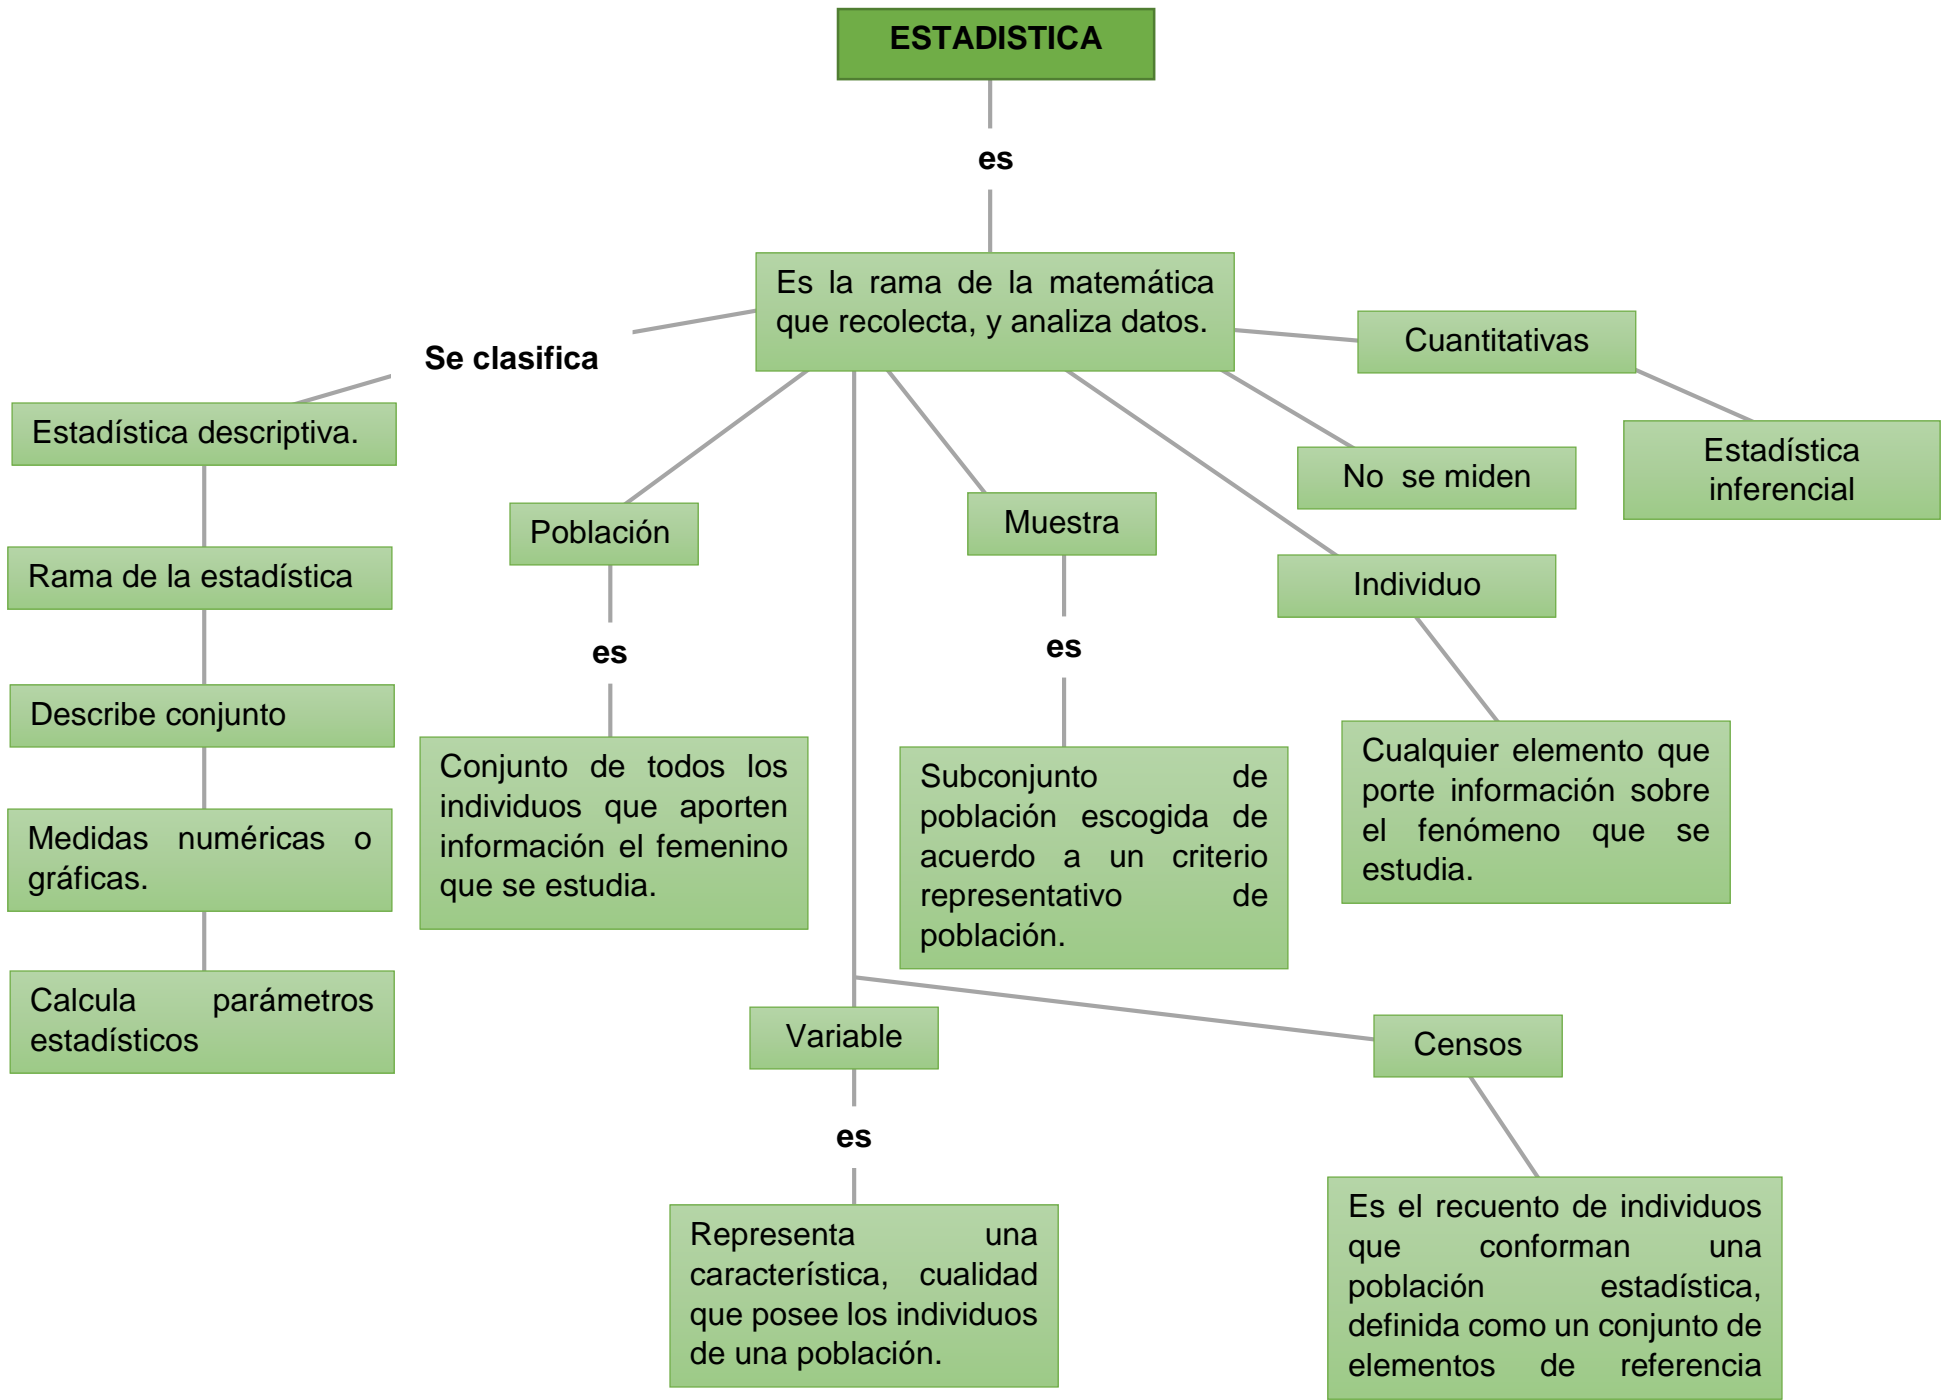 ESTADISTICA
es
Es la rama de la matemática
que recolecta, y analiza datos.
Se clasifica
Cuantitativas
Estadística descriptiva.
Estadística
inferencial
No se miden
Población
Muestra
Rama de la estadística
Individuo
es
es
Describe conjunto
Conjunto de todos los
individuos que aporten
información el femenino
que se estudia.
Subconjunto de
población escogida de
acuerdo a un criterio
representativo de
población.
Cualquier elemento que
porte información sobre
el fenómeno que se
estudia.
Medidas numéricas o
gráficas.
Calcula parámetros
estadísticos
Variable
Censos
es
Representa una
característica, cualidad
que posee los individuos
de una población.
Es el recuento de individuos
que conforman una
población estadística,
definida como un conjunto de
elementos de referencia